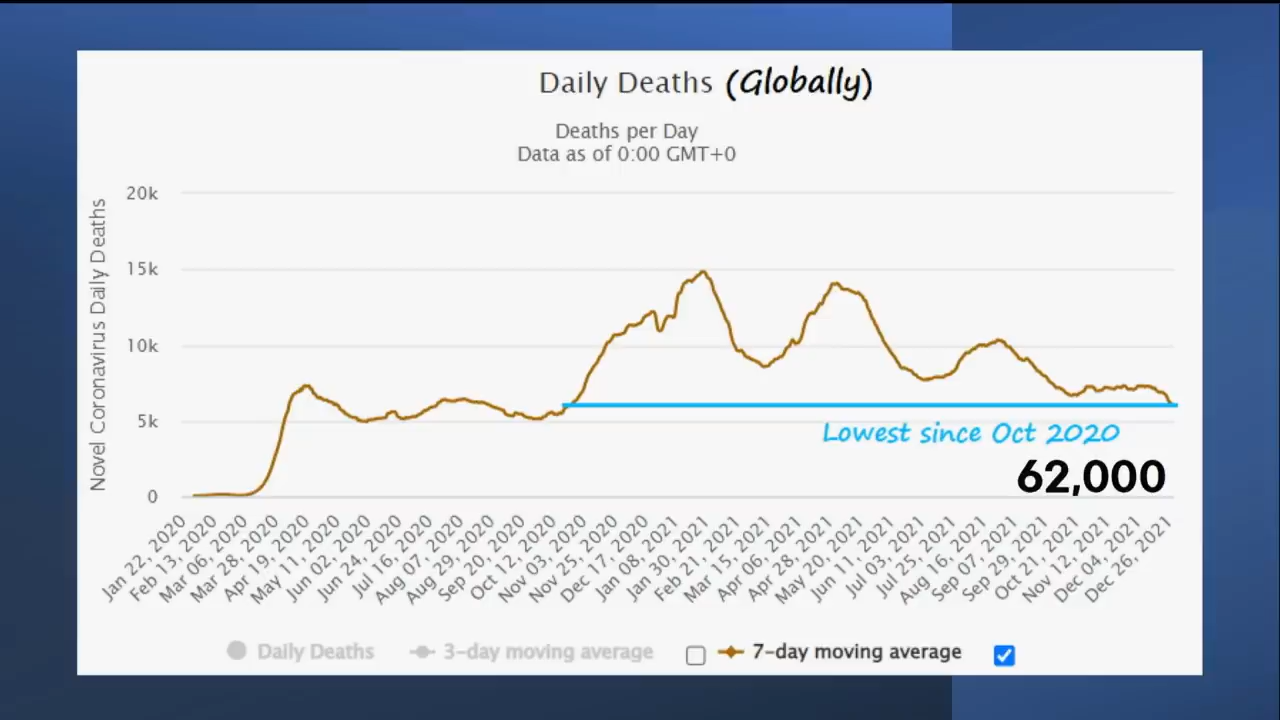 Daily Deaths (Globally)
Deaths per Day
Data as of 0:00 GMT+0
Novel Coronavirus Daily Deaths
20k
15k
10k
5k
0
Lowest since Oct 2020
62,000
Jan 22, 2020
Feb 13, 2020
Mar 06, 2020
Mar 28, 2020
Apr 19, 2020
May 11, 2020
Jun 02, 2020
Jun 24, 2020
Jul 16, 2020
Aug 07, 2020
Aug 29, 2020
Sep 20, 2020
Oct 12, 2020
Nov 03, 2020
Nov 25, 2020
Dec 17, 2020
Jan 08, 2021
Jan 30, 2021
Feb 21, 2021
Mar 15, 2021
Apr 06, 2021
Apr 28, 2021
May 20, 2021
Jun 11, 2021
Jul 03, 2021
Jul 25, 2021
Aug 16, 2021
Sep 07, 2021
Sep 29, 2021
Oct 21, 2021
Nov 12, 2021
Dec 04, 2021
Dec 26, 2021
Daily Deaths 3-day moving average 7-day moving average